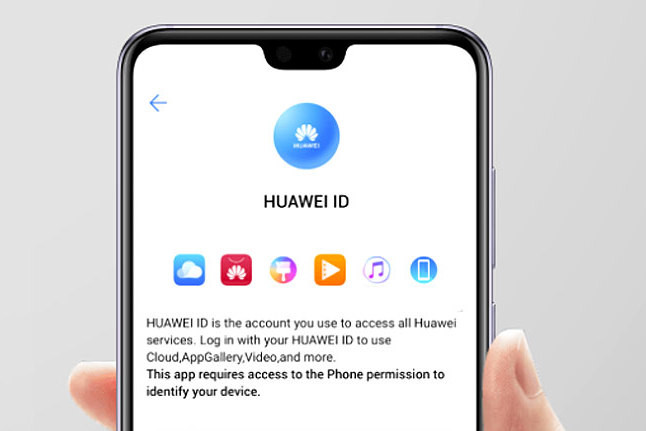 HUAWEI
HUAWEI ID
HUAWEI ID is the account you use to access all Huawei
services. Log in with your HUAWEI ID to use
Cloud,AppGallery,Video,and more.
This app requires access to the Phone permission to
identify your device.